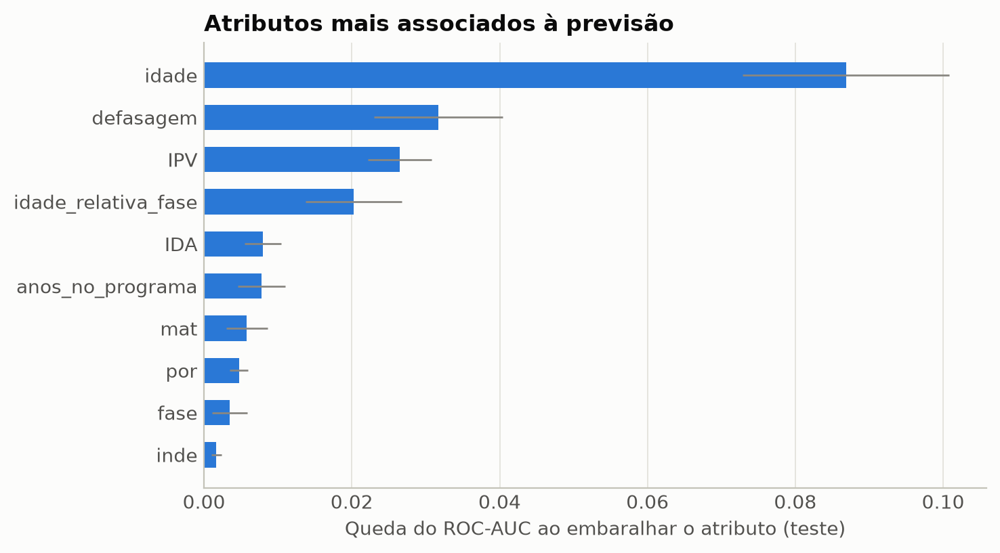 Atributos mais associados à previsão
idade
defasagem
IPV
idade_relativa_fase
IDA
anos_no_programa
mat
por
fase
inde
0.00 0.02 0.04 0.06 0.08 0.10
Queda do ROC-AUC ao embaralhar o atributo (teste)